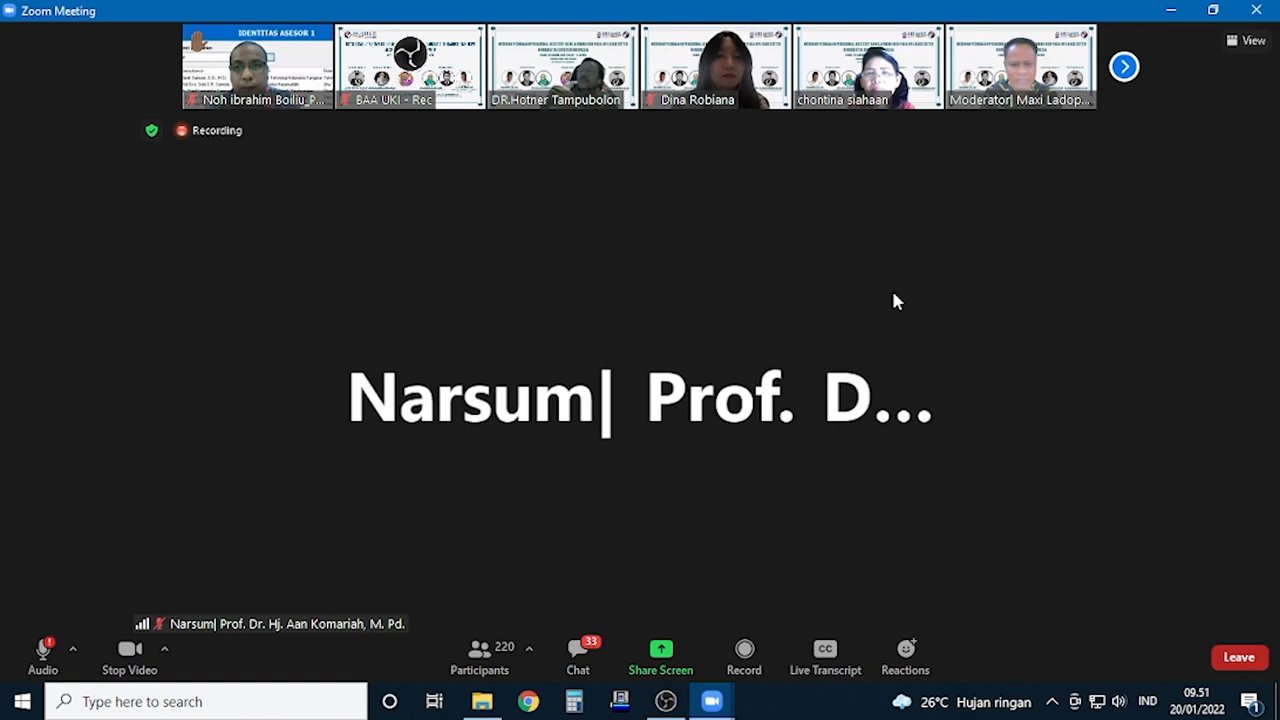 Zoom Meeting
IDENTITAS ASESOR 1
Noh ibrahim Boiliu_P...
BAA UKI - Rec
DR.Hotner Tampubolon
Dina Robiana
chontina siahaan
Moderator| Maxi Ladop...
View
Recording
Narsum| Prof. D...
Narsum| Prof. Dr. Hj. Aan Komariah, M. Pd.
Audio
Stop Video
220
Participants
33
Chat
Share Screen
Record
CC
Live Transcript
Reactions
Leave
Type here to search
26°C Hujan ringan
IND
09.51
20/01/2022
1